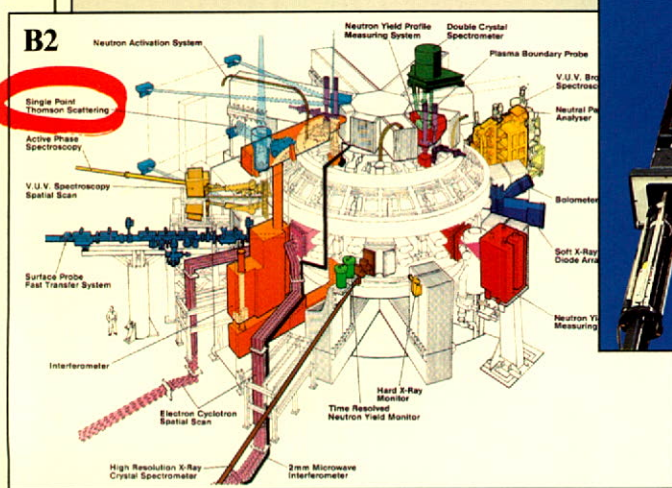 B2
Neutron Activation System
Neutron Yield Profile
Measuring System
Double Crystal
Spectrometer
Plasma Boundary Probe
Single Point
Thomson Scattering
Active Phase
Spectroscopy
V.U.V. Spectroscopy
Spatial Scan
Surface Probe
Fast Transfer System
Interferometer
Electron Cyclotron
Spatial Scan
High Resolution X-Ray
Crystal Spectrometer
2mm Microwave
Interferometer
Time Resolved
Neutron Yield Monitor
Hard X-Ray
Monitor
V.U.V. Bro
Spectrosc
Neutral Pa
Analyser
Bolometer
Soft X-Ray
Diode Arra
Neutron Yi
Measuring